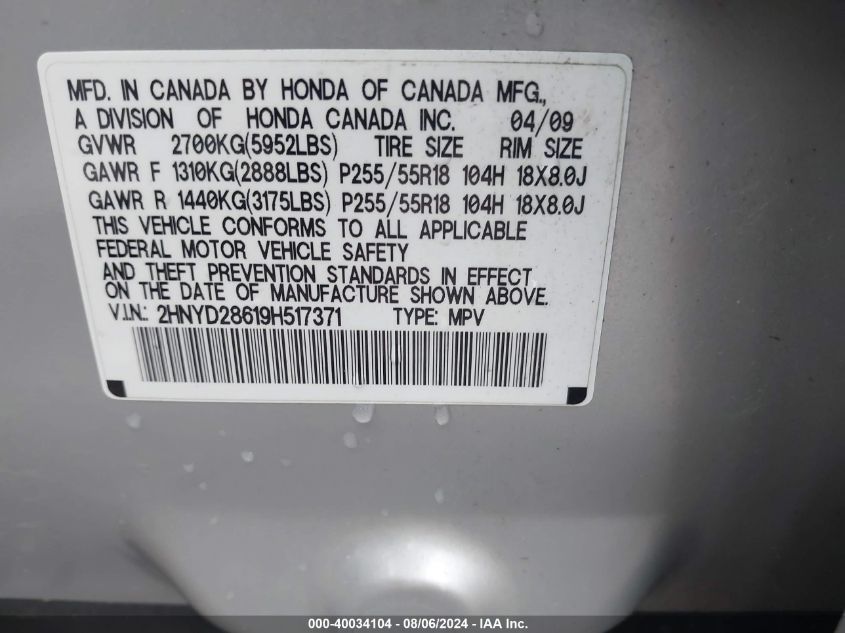 MFD. IN CANADA BY HONDA OF CANADA MFG.,
A DIVISION OF HONDA CANADA INC. 04/09
GVWR 2700KG(5952LBS) TIRE SIZE RIM SIZE
GAWR F 1310KG(2888LBS) P255/55R18 104H 18X8.0J
GAWR R 1440KG(3175LBS) P255/55R18 104H 18X8.0J
THIS VEHICLE CONFORMS TO ALL APPLICABLE
FEDERAL MOTOR VEHICLE SAFETY
AND THEFT PREVENTION STANDARDS IN EFFECT
ON THE DATE OF MANUFACTURE SHOWN ABOVE.
V.I.N.: 2HNYD28619H517371 TYPE: MPV
000-40034104 - 08/06/2024 - IAA Inc.